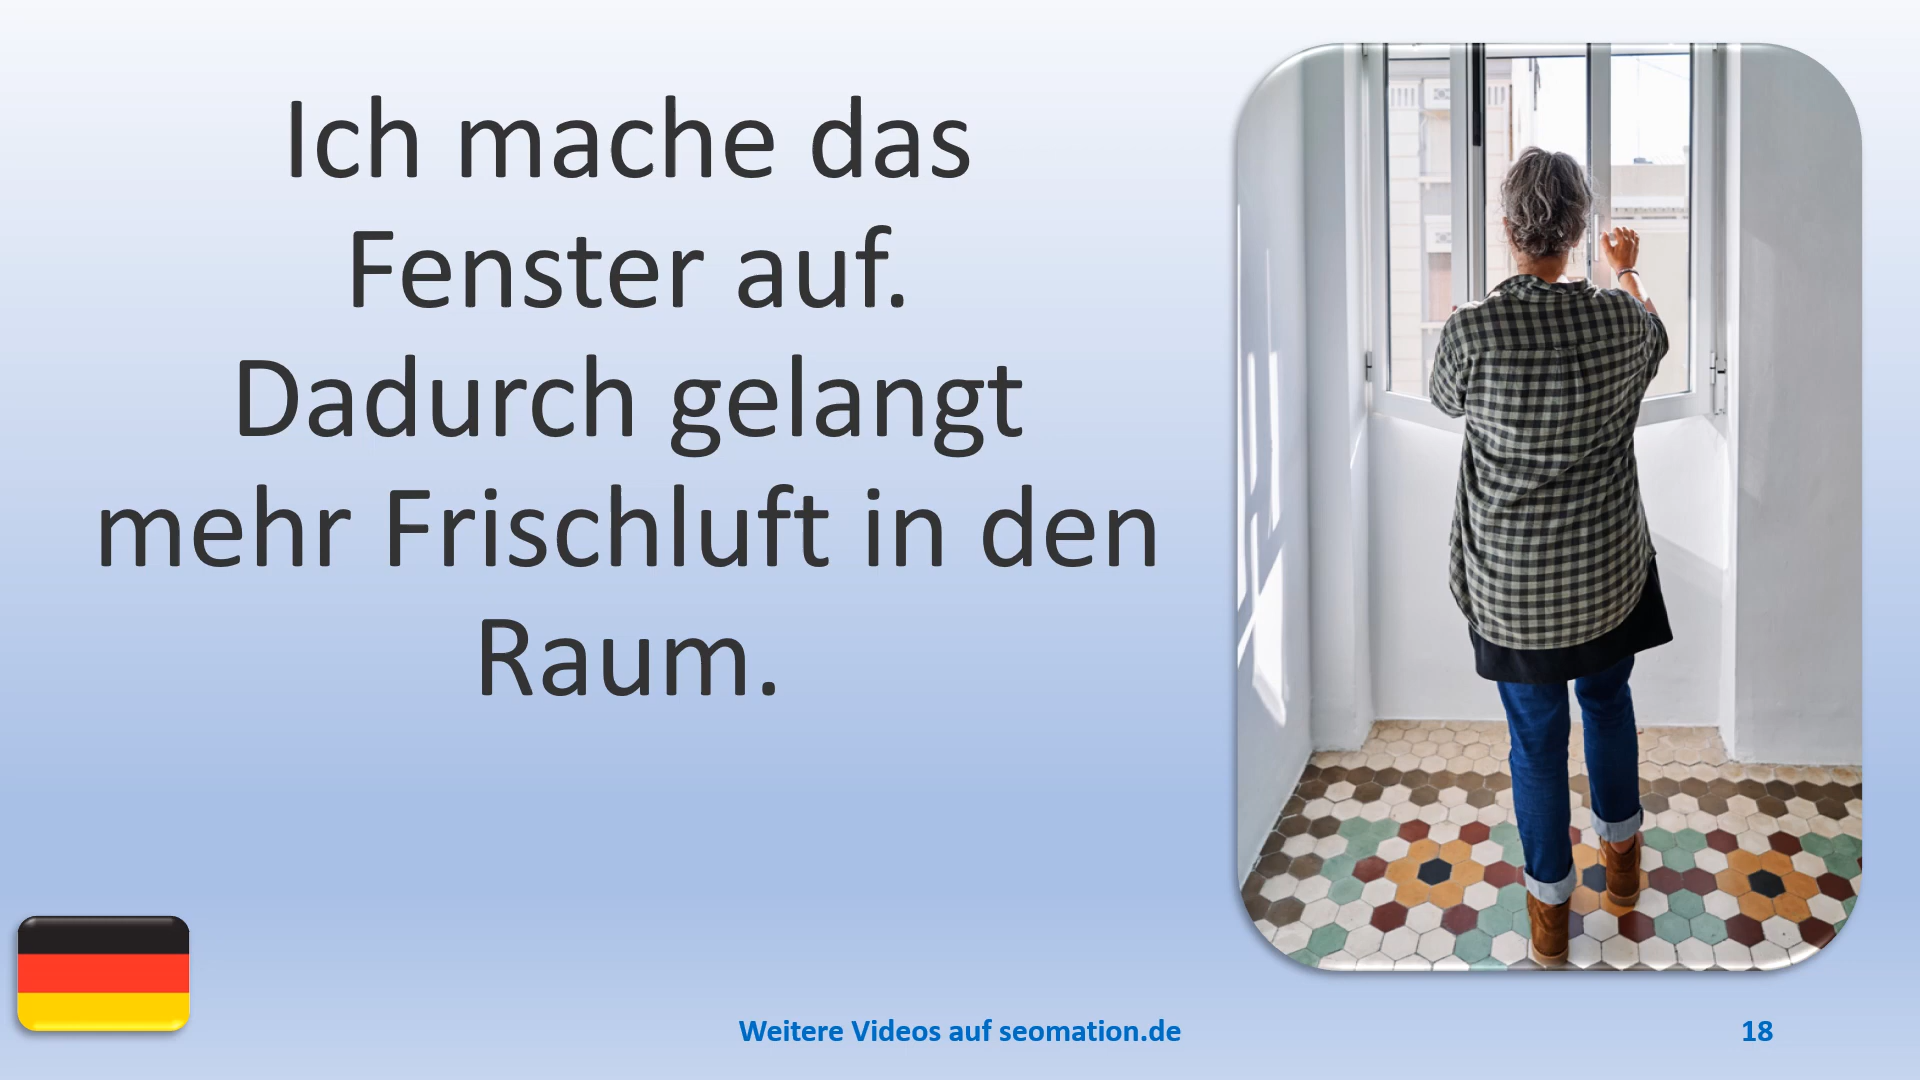 Ich mache das
Fenster auf.
Dadurch gelangt
mehr Frischluft in den
Raum.
Weitere Videos auf seomation.de
18